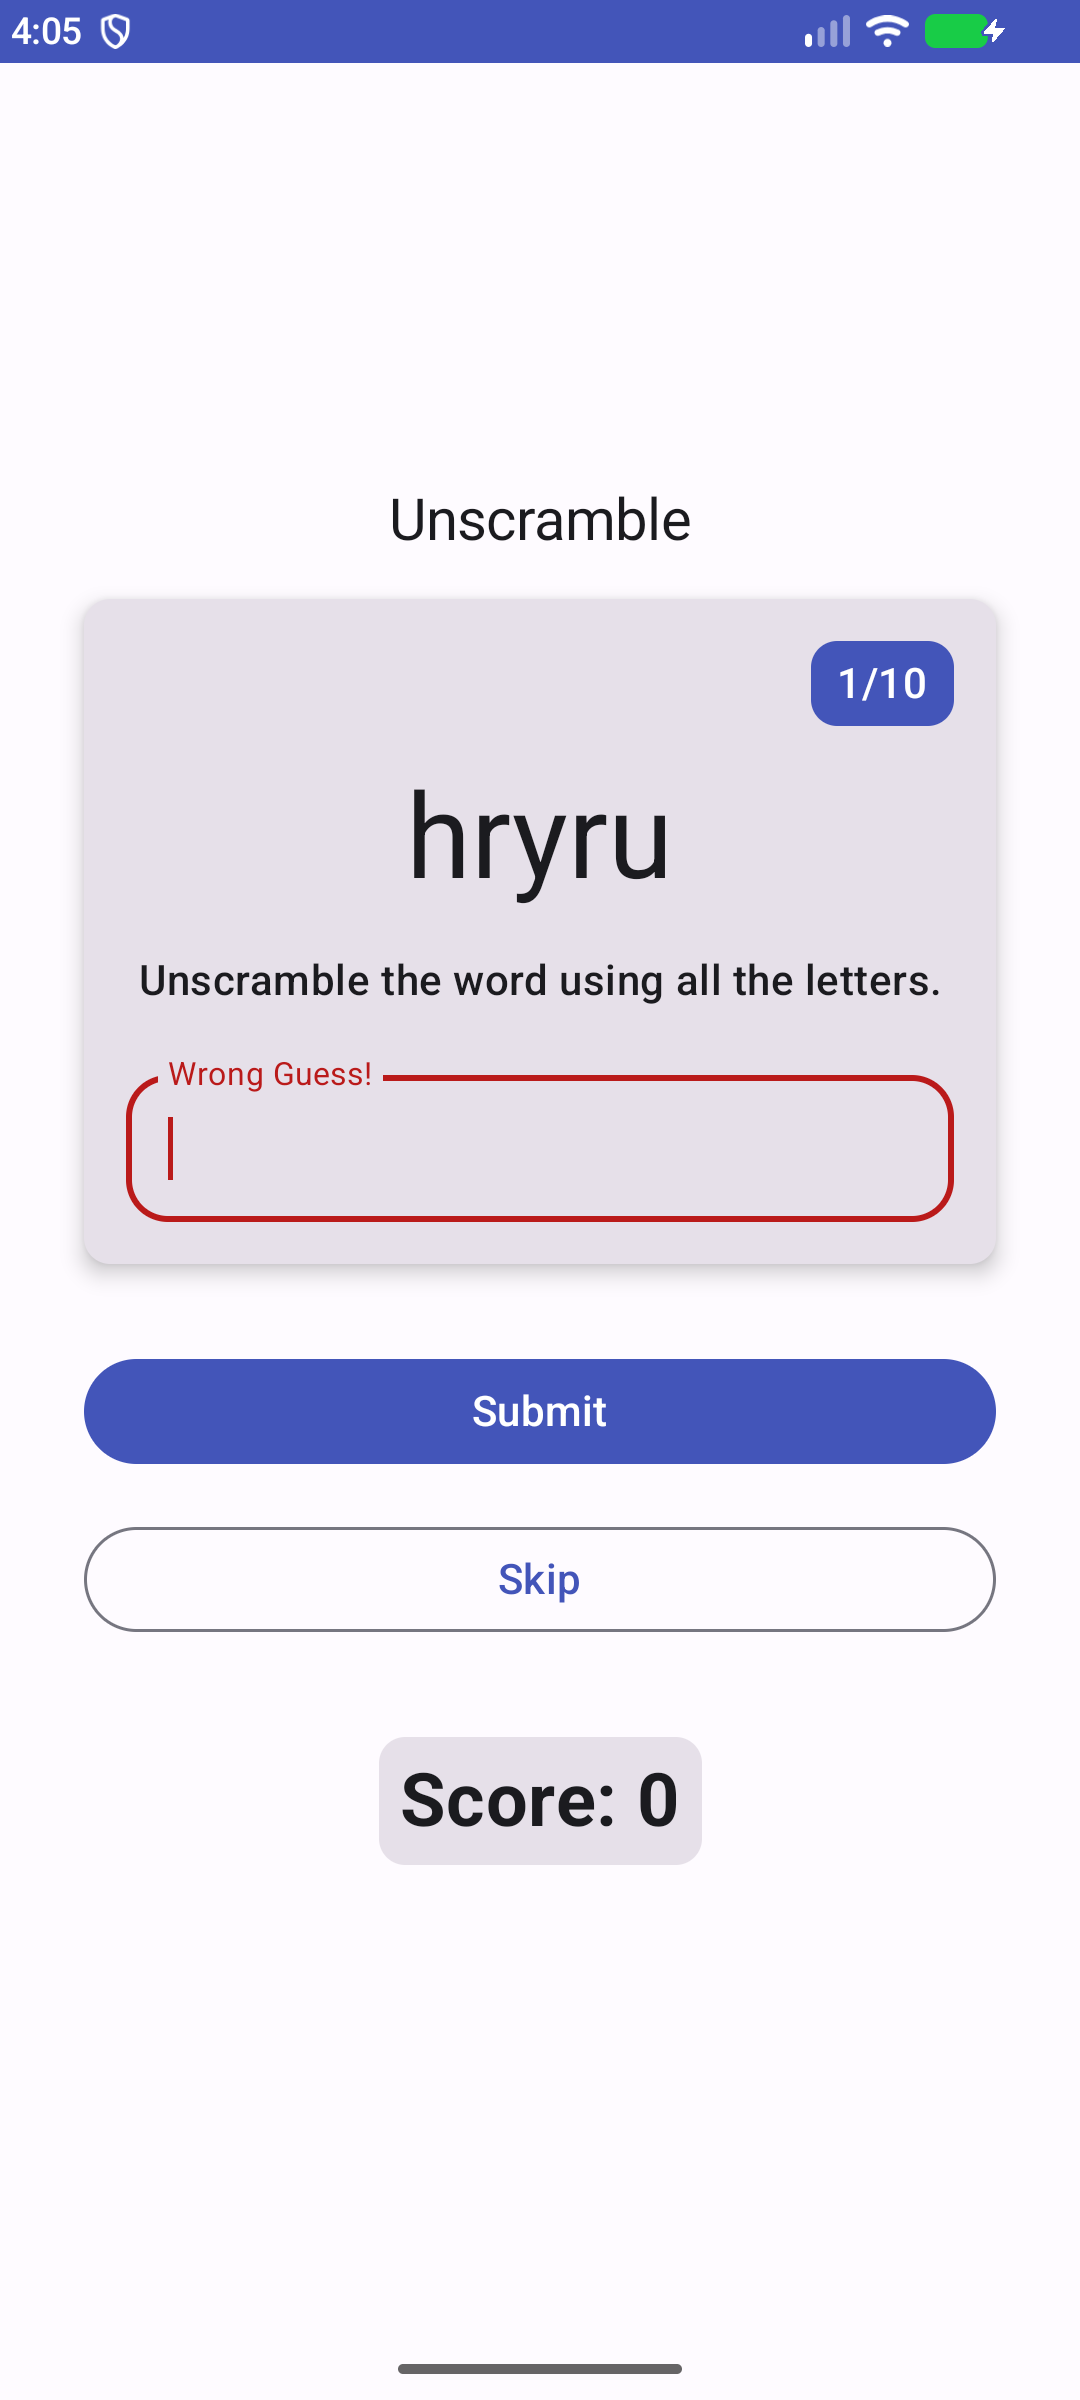 4:05
Unscramble
1/10
hryru
Unscramble the word using all the letters.
Wrong Guess!
Submit
Skip
Score: 0